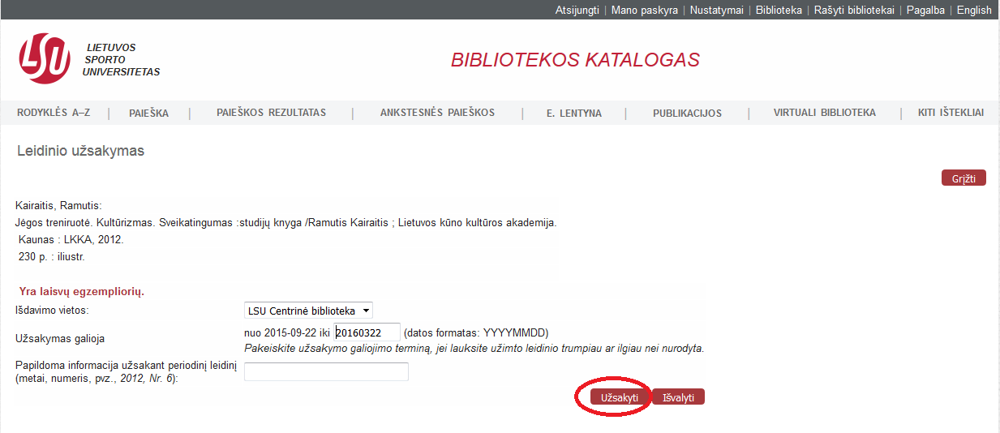 Atsijungti | Mano paskyra | Nustatymai | Biblioteka | Rašyti bibliotekai | Pagalba | English
LSU
LIETUVOS
SPORTO
UNIVERSITETAS
BIBLIOTEKOS KATALOGAS
RODYKLĖS A–Z | PAIEŠKA | PAIEŠKOS REZULTATAS | ANKSTESNĖS PAIEŠKOS | E. LENTYNA | PUBLIKACIJOS | VIRTUALI BIBLIOTEKA | KITI IŠTEKLIAI
Leidinio užsakymas
Grįžti
Kairaitis, Ramutis:
Jėgos treniruotė. Kultūrizmas. Sveikatingumas :studijų knyga /Ramutis Kairaitis ; Lietuvos kūno kultūros akademija.
Kaunas : LKKA, 2012.
230 p. : iliustr.
Yra laisvų egzempliorių.
Išdavimo vietos: LSU Centrinė biblioteka
Užsakymas galioja nuo 2015-09-22 iki 20160322 (datos formatas: YYYYMMDD)
Pakeiskite užsakymo galiojimo terminą, jei lauksite užimto leidinio trumpiau ar ilgiau nei nurodyta.
Papildoma informacija užsakant periodinį leidinį
(metai, numeris, pvz., 2012, Nr. 6):
Užsakyti Išvalyti